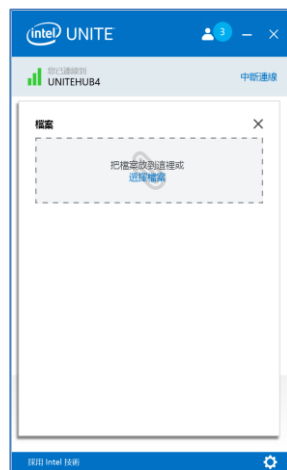 intel UNITE 3
您已連線到
UNITEHUB4
中斷連線
檔案
把檔案放到這裡或
選擇檔案
採用 Intel 技術